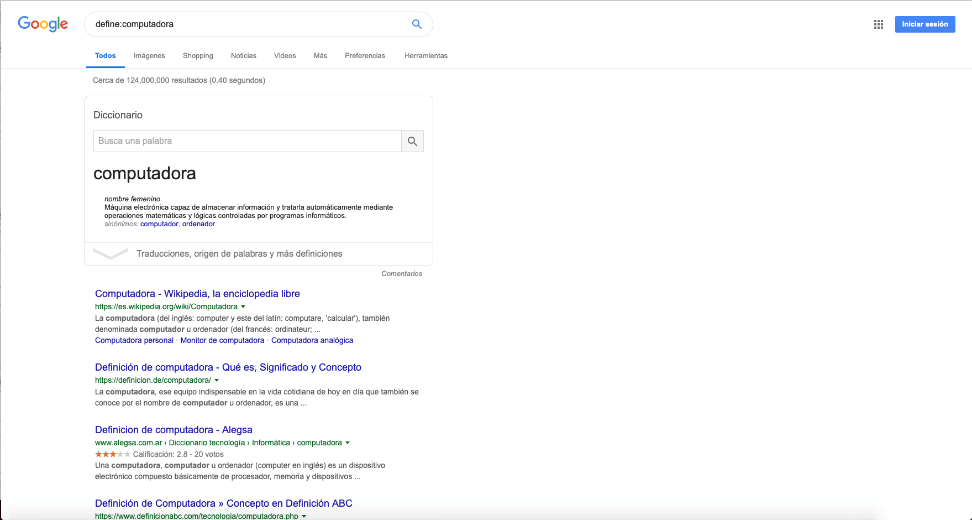 Google
define:computadora
Iniciar sesión
Todos Imágenes Shopping Noticias Videos Más Preferencias Herramientas
Cerca de 124,000,000 resultados (0.40 segundos)
Diccionario
Busca una palabra
computadora
nombre femenino
Máquina electrónica capaz de almacenar información y tratarla automáticamente mediante
operaciones matemáticas y lógicas controladas por programas informáticos.
sinónimos: computador, ordenador
Traducciones, origen de palabras y más definiciones
Comentarios
Computadora - Wikipedia, la enciclopedia libre
https://es.wikipedia.org/wiki/Computadora
La computadora (del inglés: computer y este del latín: computare, 'calcular'), también
denominada computador u ordenador (del francés: ordinateur; ...
Computadora personal · Monitor de computadora · Computadora analógica
Definición de computadora - Qué es, Significado y Concepto
https://definicion.de/computadora/
La computadora, ese equipo indispensable en la vida cotidiana de hoy en día que también se
conoce por el nombre de computador u ordenador, es una ...
Definicion de computadora - Alegsa
www.alegsa.com.ar › Diccionario tecnología › Informática › computadora
Calificación: 2.8 - 20 votos
Una computadora, computador u ordenador (computer en inglés) es un dispositivo
electrónico compuesto básicamente de procesador, memoria y dispositivos ...
Definición de Computadora » Concepto en Definición ABC
https://www.definicionabc.com/tecnologia/computadora.php